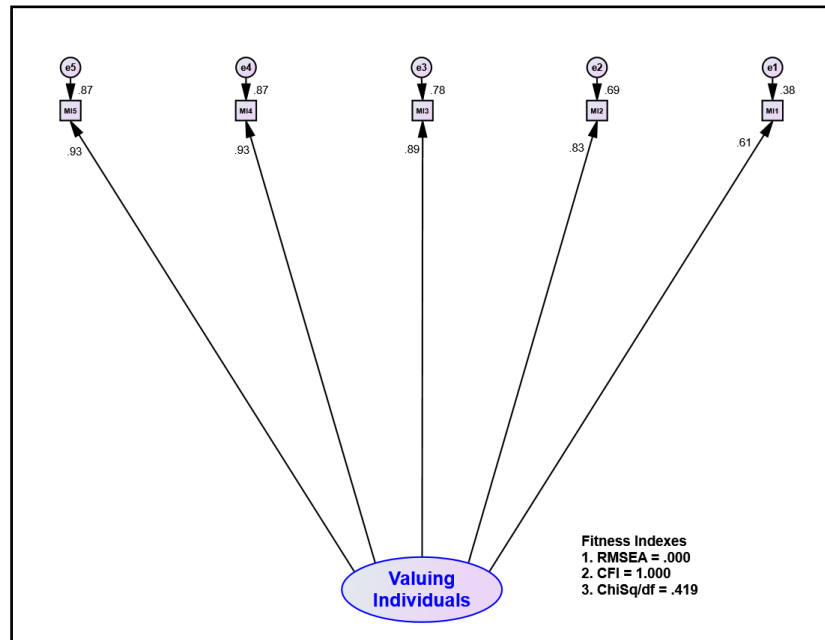 e5 e4 e3 e2 e1
.87 .87 .78 .69 .38
MI5 MI4 MI3 MI2 MI1
.93 .93 .89 .83 .61
Valuing
Individuals
Fitness Indexes
1. RMSEA = .000
2. CFI = 1.000
3. ChiSq/df = .419